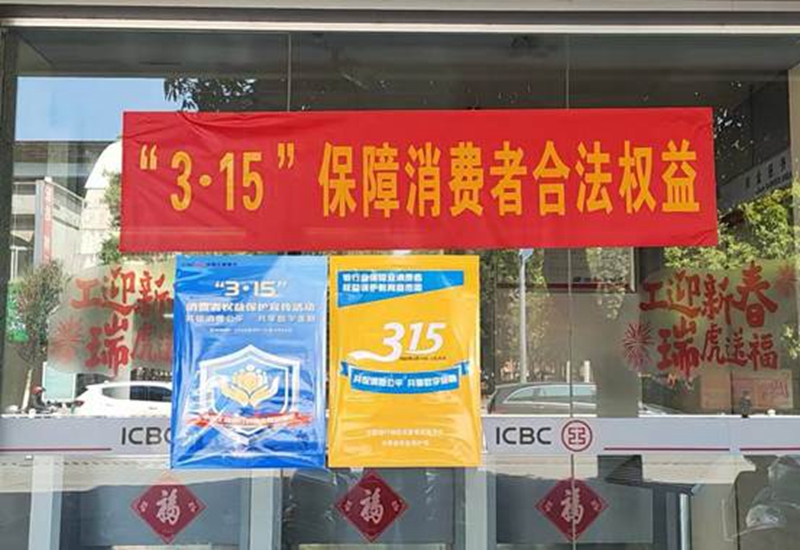 “3·15”保障消费者合法权益
“3·15”
消费者权益保护宣传活动
共促消费公平 共享数字金融
银行业保险业消费者
权益保护教育宣传周
315
共促消费公平 共享数字金融
工迎新春
瑞虎送福
工迎新春
瑞虎送福
ICBC
ICBC
福
福
福